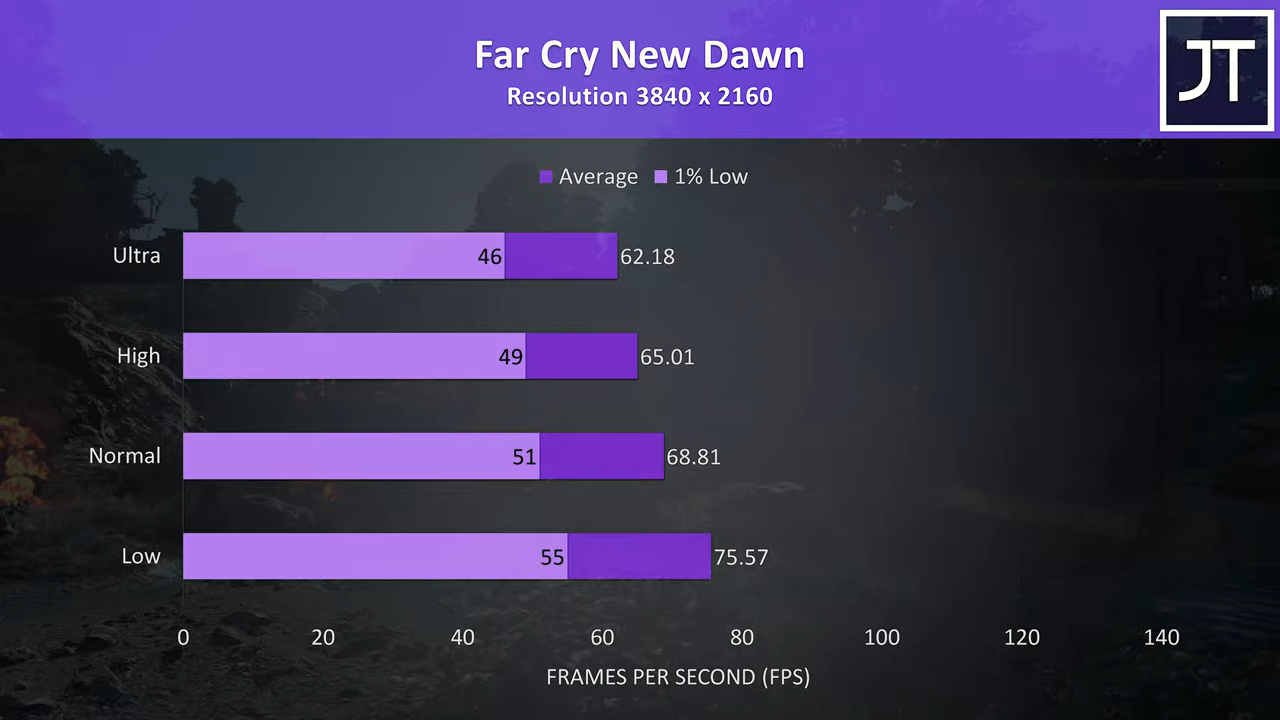 Far Cry New Dawn
Resolution 3840 x 2160
JT
Average 1% Low
Ultra 46 62.18
High 49 65.01
Normal 51 68.81
Low 55 75.57
0 20 40 60 80 100 120 140
FRAMES PER SECOND (FPS)